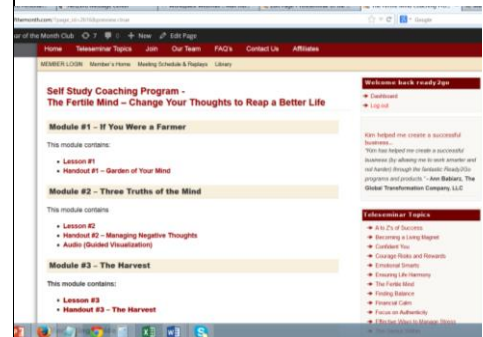 ar of the Month Club 7 0 + New Edit Page
Home Teleseminar Topics Join Our Team FAQ's Contact Us Affiliates
MEMBER LOGIN Member's Home Meeting Schedule & Replays Library
Self Study Coaching Program -
The Fertile Mind – Change Your Thoughts to Reap a Better Life
Module #1 – If You Were a Farmer
This module contains:
Lesson #1
Handout #1 – Garden of Your Mind
Module #2 – Three Truths of the Mind
This module contains
Lesson #2
Handout #2 – Managing Negative Thoughts
Audio (Guided Visualization)
Module #3 – The Harvest
This module contains:
Lesson #3
Handout #3 – The Harvest
Welcome back ready2go
Dashboard
Log out
Kim helped me create a successful
business...
"Kim has helped me create a successful
business (by allowing me to work smarter and
not harder) through the fantastic Ready2Go
programs and products." - Ann Babiarz, The
Global Transformation Company, LLC
Teleseminar Topics
A to Z's of Success
Becoming a Living Magnet
Confident You
Courage Risks and Rewards
Emotional Smarts
Ensuring Life Harmony
The Fertile Mind
Finding Balance
Financial Calm
Focus on Authenticity
Effective Ways to Manage Stress